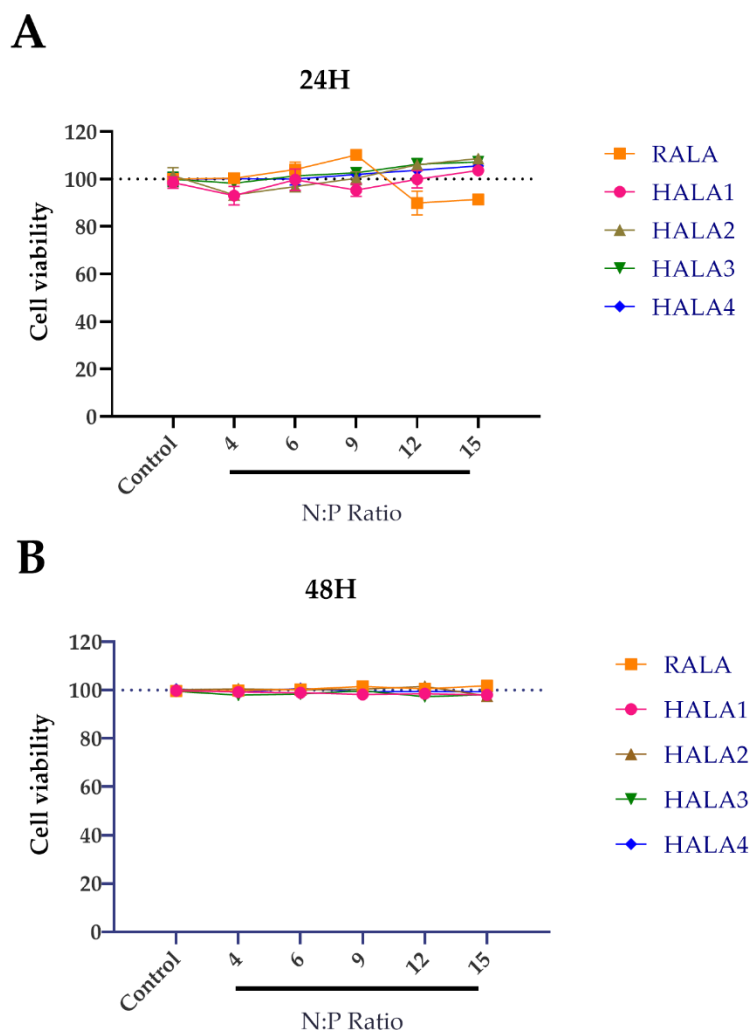 A
24H
120
100
80
60
40
20
0
Cell viability
Control
4
6
9
12
15
N:P Ratio
RALA
HALA1
HALA2
HALA3
HALA4
B
48H
120
100
80
60
40
20
0
Cell viability
Control
4
6
9
12
15
N:P Ratio
RALA
HALA1
HALA2
HALA3
HALA4